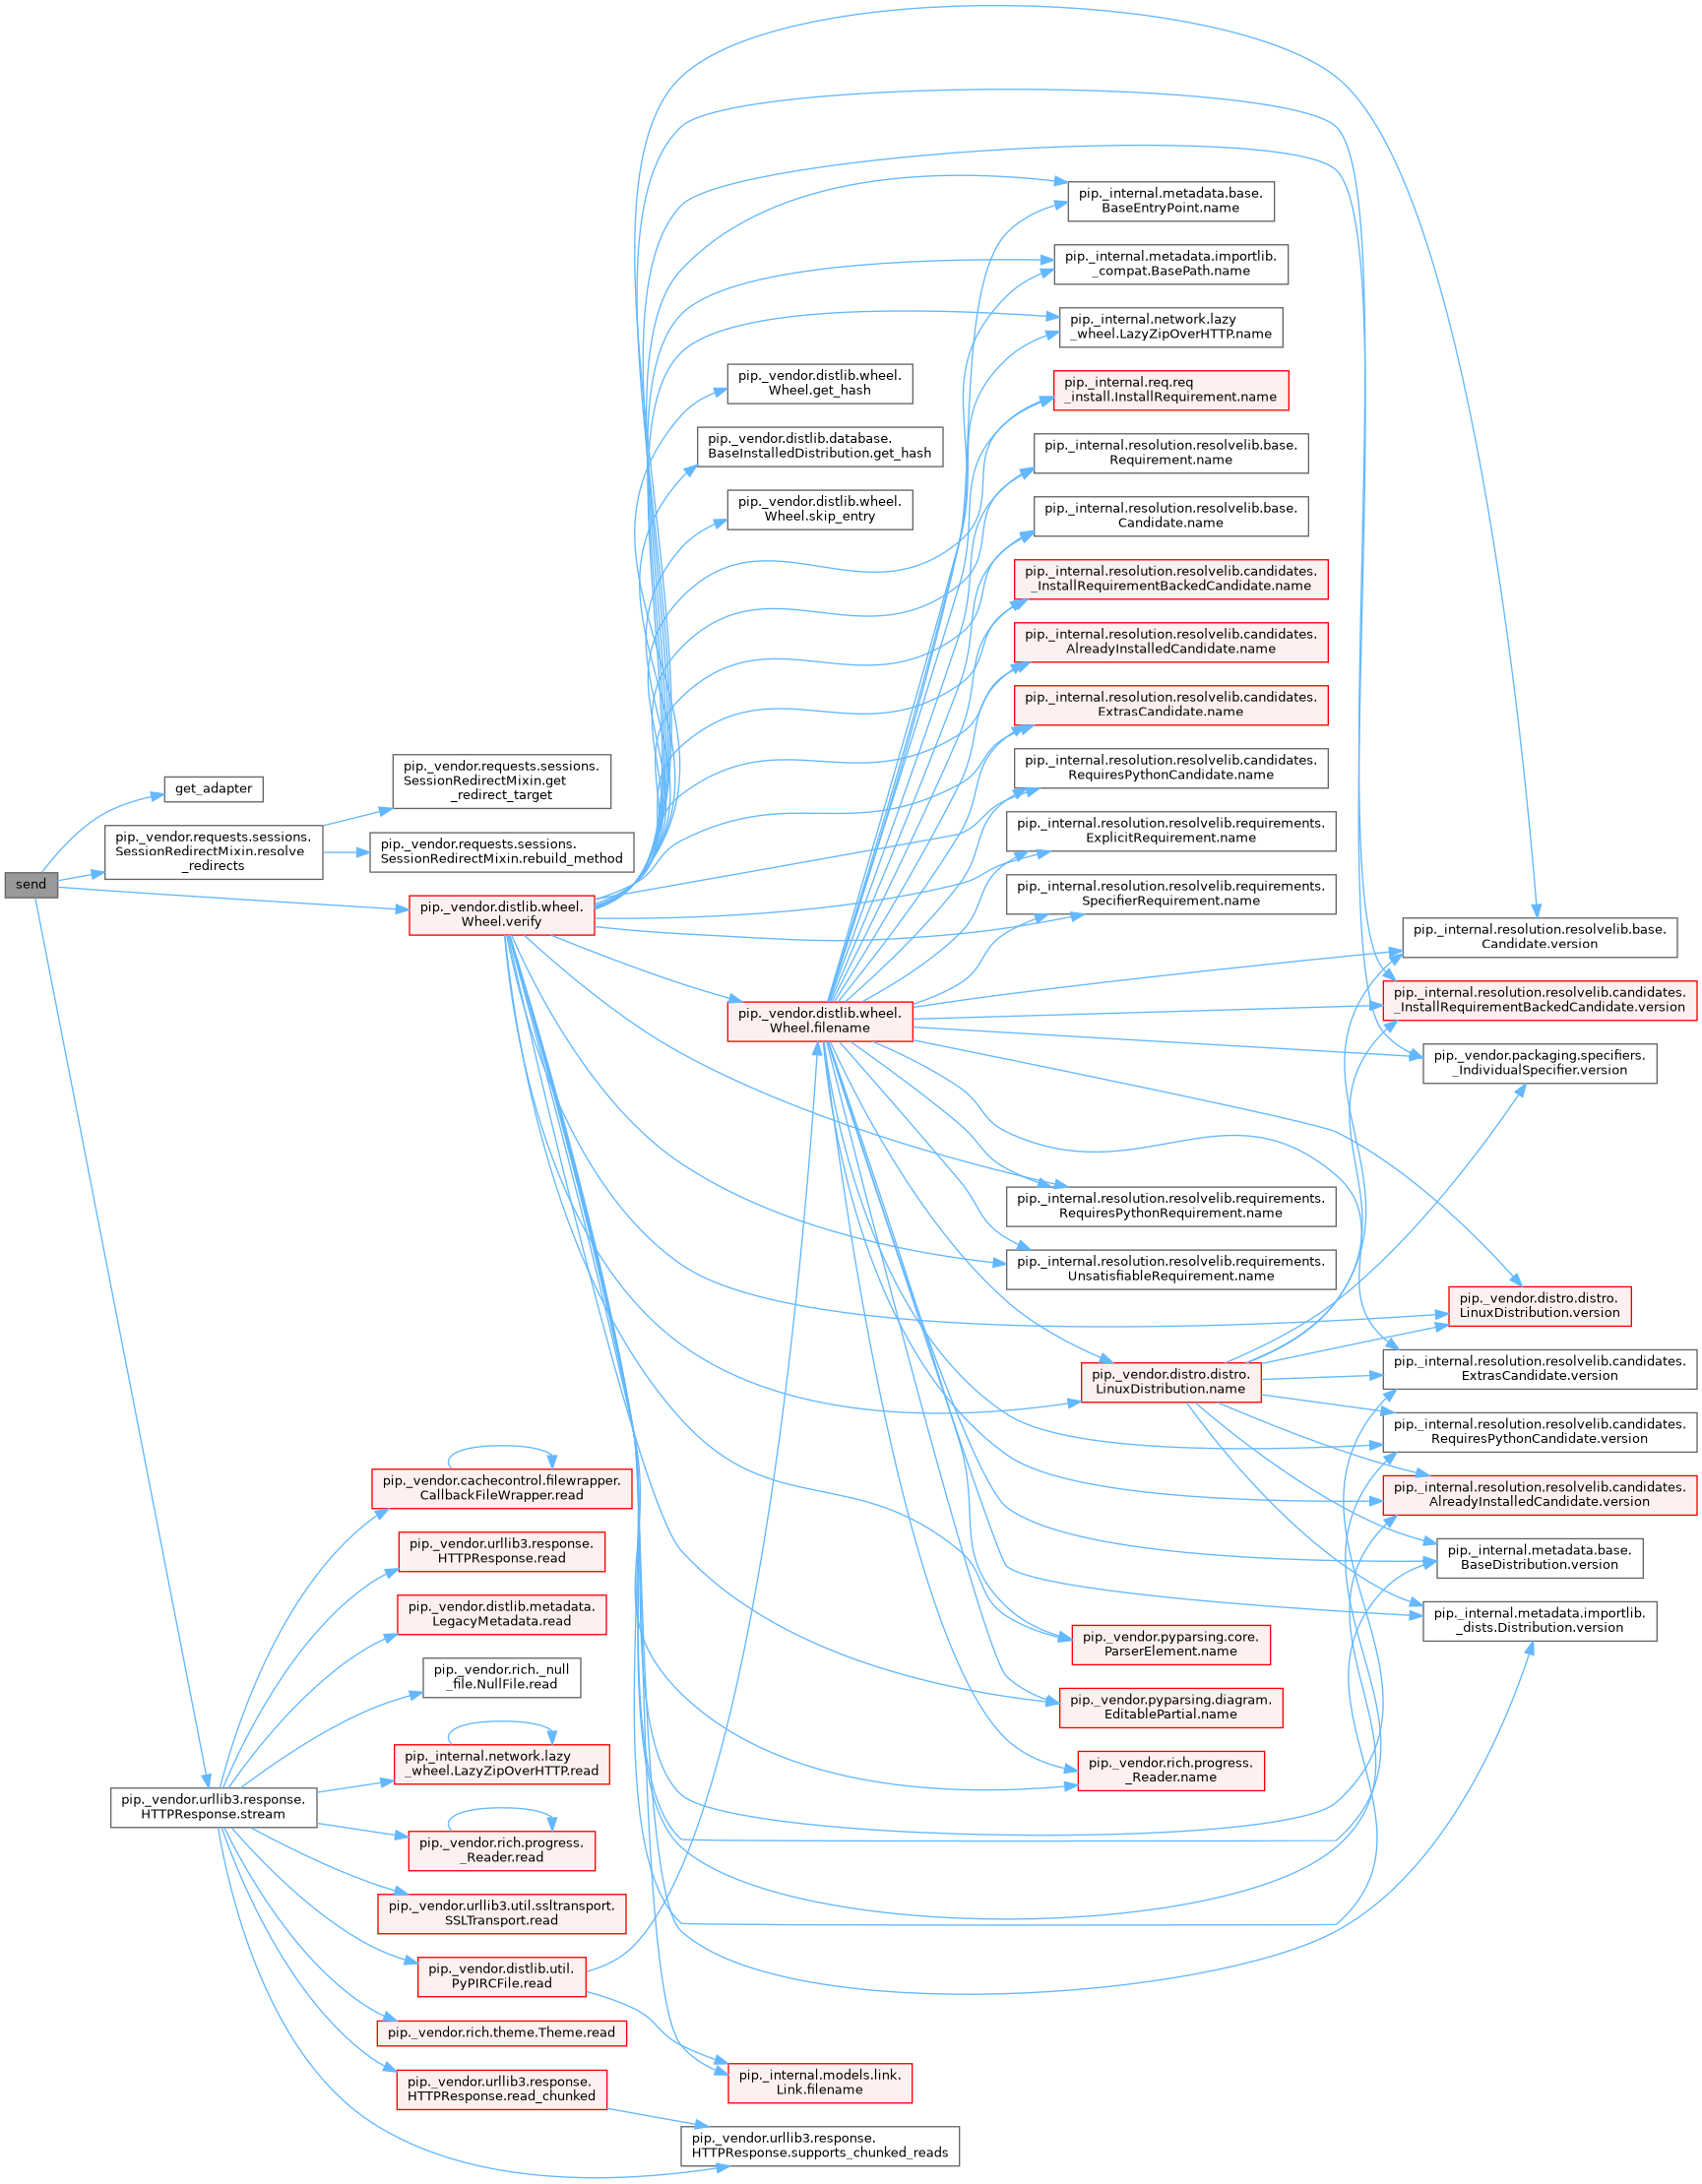 send
get_adapter
pip._vendor.requests.sessions.
SessionRedirectMixin.resolve
_redirects
pip._vendor.requests.sessions.
SessionRedirectMixin.get
_redirect_target
pip._vendor.requests.sessions.
SessionRedirectMixin.rebuild_method
pip._vendor.distlib.wheel.
Wheel.verify
pip._vendor.distlib.wheel.
Wheel.get_hash
pip._vendor.distlib.database.
BaseInstalledDistribution.get_hash
pip._vendor.distlib.wheel.
Wheel.skip_entry
pip._vendor.distlib.wheel.
Wheel.filename
pip._internal.metadata.base.
BaseEntryPoint.name
pip._internal.metadata.importlib.
_compat.BasePath.name
pip._internal.network.lazy
_wheel.LazyZipOverHTTP.name
pip._internal.req.req
_install.InstallRequirement.name
pip._internal.resolution.resolvelib.base.
Requirement.name
pip._internal.resolution.resolvelib.base.
Candidate.name
pip._internal.resolution.resolvelib.candidates.
_InstallRequirementBackedCandidate.name
pip._internal.resolution.resolvelib.candidates.
AlreadyInstalledCandidate.name
pip._internal.resolution.resolvelib.candidates.
ExtrasCandidate.name
pip._internal.resolution.resolvelib.candidates.
RequiresPythonCandidate.name
pip._internal.resolution.resolvelib.requirements.
ExplicitRequirement.name
pip._internal.resolution.resolvelib.requirements.
SpecifierRequirement.name
pip._internal.resolution.resolvelib.requirements.
RequiresPythonRequirement.name
pip._internal.resolution.resolvelib.requirements.
UnsatisfiableRequirement.name
pip._vendor.distro.distro.
LinuxDistribution.name
pip._vendor.pyparsing.core.
ParserElement.name
pip._vendor.pyparsing.diagram.
EditablePartial.name
pip._vendor.rich.progress.
_Reader.name
pip._internal.resolution.resolvelib.base.
Candidate.version
pip._internal.resolution.resolvelib.candidates.
_InstallRequirementBackedCandidate.version
pip._vendor.packaging.specifiers.
_IndividualSpecifier.version
pip._vendor.distro.distro.
LinuxDistribution.version
pip._internal.resolution.resolvelib.candidates.
ExtrasCandidate.version
pip._internal.resolution.resolvelib.candidates.
RequiresPythonCandidate.version
pip._internal.resolution.resolvelib.candidates.
AlreadyInstalledCandidate.version
pip._internal.metadata.base.
BaseDistribution.version
pip._internal.metadata.importlib.
_dists.Distribution.version
pip._vendor.urllib3.response.
HTTPResponse.stream
pip._vendor.cachecontrol.filewrapper.
CallbackFileWrapper.read
pip._vendor.urllib3.response.
HTTPResponse.read
pip._vendor.distlib.metadata.
LegacyMetadata.read
pip._vendor.rich._null
_file.NullFile.read
pip._internal.network.lazy
_wheel.LazyZipOverHTTP.read
pip._vendor.rich.progress.
_Reader.read
pip._vendor.urllib3.util.ssltransport.
SSLTransport.read
pip._vendor.distlib.util.
PyPIRCFile.read
pip._vendor.rich.theme.Theme.read
pip._vendor.urllib3.response.
HTTPResponse.read_chunked
pip._internal.models.link.
Link.filename
pip._vendor.urllib3.response.
HTTPResponse.supports_chunked_reads